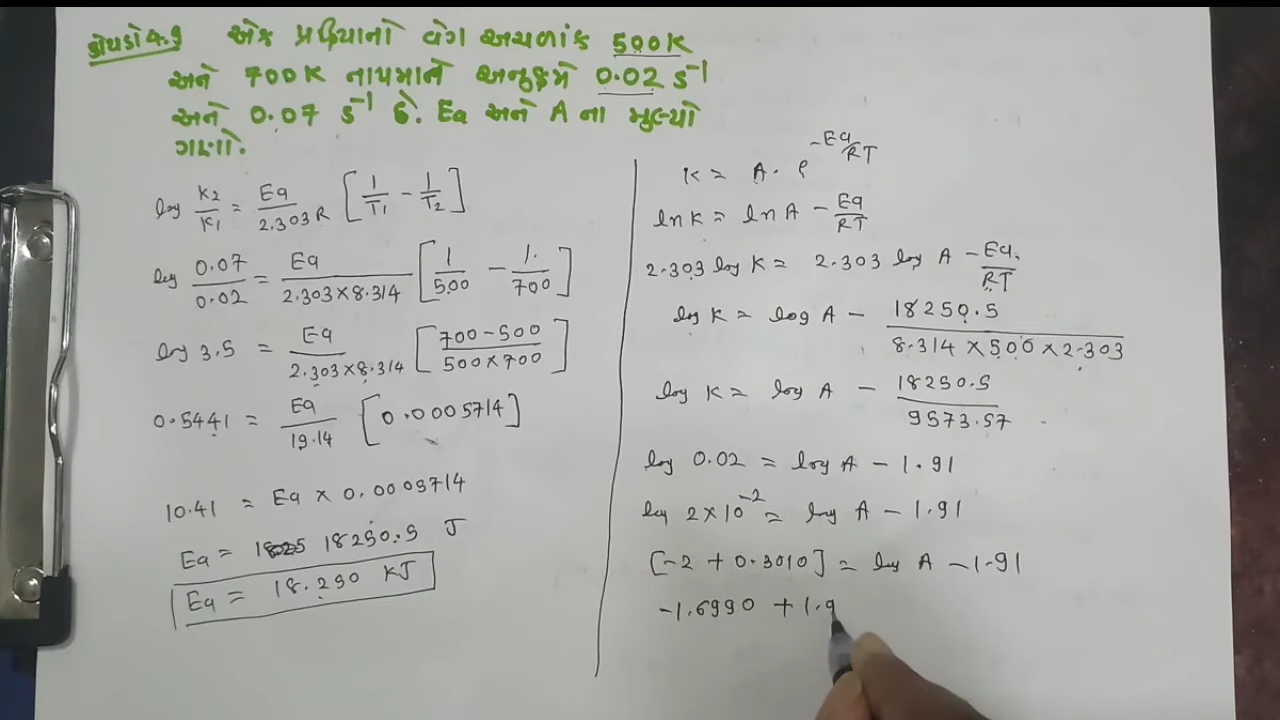 કોયડો 4.9 એક પ્રક્રિયાનો વેગ અચળાંક 500K
અને 700K તાપમાને અનુક્રમે 0.02 s⁻¹
અને 0.07 s⁻¹ છે. Ea અને A ના મુલ્યો
ગણો.
log K₂/K₁ = Ea/2.303 R [1/T₁ - 1/T₂]
log 0.07/0.02 = Ea/2.303×8.314 [1/500 - 1/700]
log 3.5 = Ea/2.303×8.314 [700-500/500×700]
0.5441 = Ea/19.14 [0.0005714]
10.41 = Ea × 0.0005714
Ea = 18250.5 J
Ea = 18.250 KJ
K = A. e^-Ea/RT
ln K = ln A - Ea/RT
2.303 log K = 2.303 log A - Ea/RT
log K = log A - 18250.5/8.314 × 500 × 2.303
log K = log A - 18250.5/9573.57
log 0.02 = log A - 1.91
log 2×10⁻² = log A - 1.91
[-2 + 0.3010] = log A - 1.91
-1.6990 + 1.9